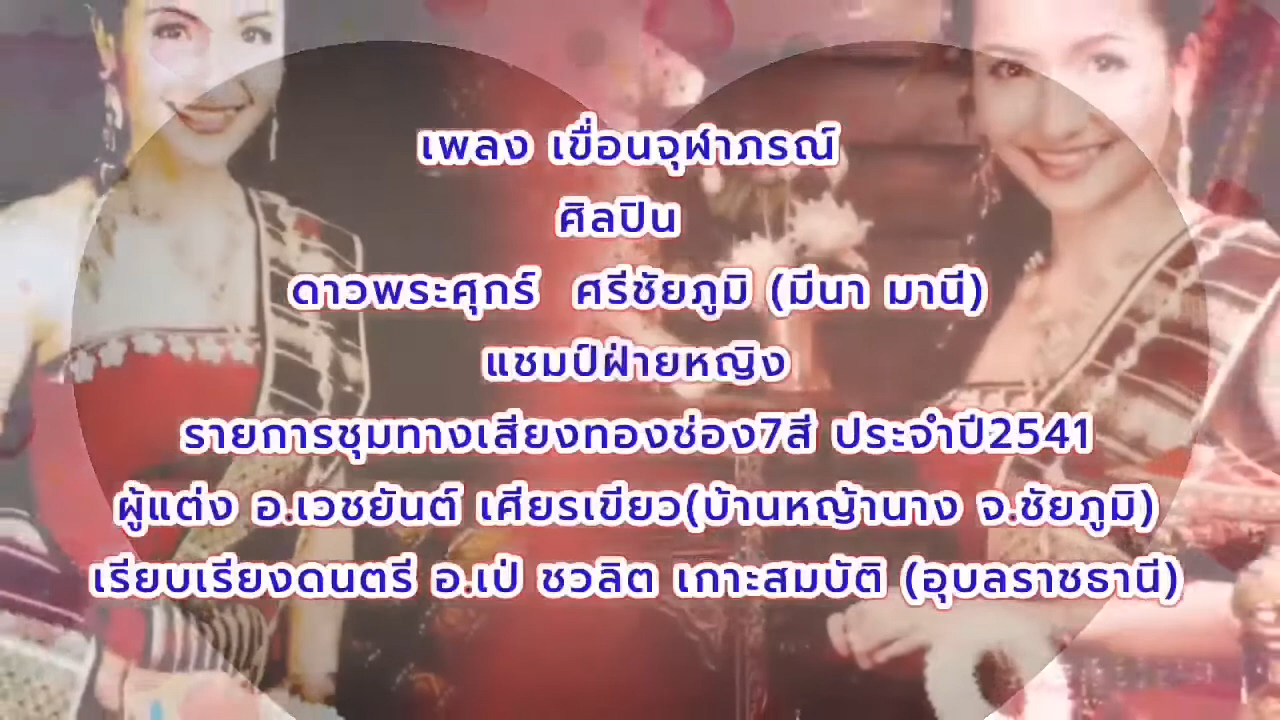 เพลง เขื่อนจุฬาภรณ์
ศิลปิน
ดาวพระศุกร์ ศรีชัยภูมิ (มีนา มานี)
แชมป์ฝ่ายหญิง
รายการชุมทางเสียงทองช่อง7สี ประจำปี2541
ผู้แต่ง อ.เวชยันต์ เศียรเขียว(บ้านหญ้านาง จ.ชัยภูมิ)
เรียบเรียงดนตรี อ.เป๋ ชวลิต เกาะสมบัติ (อุบลราชธานี)